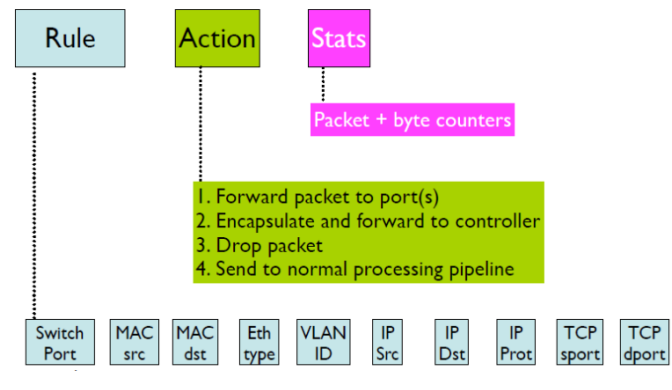 Rule Action Stats
Packet + byte counters
1. Forward packet to port(s)
2. Encapsulate and forward to controller
3. Drop packet
4. Send to normal processing pipeline
Switch MAC MAC Eth VLAN IP IP IP TCP TCP
Port src dst type ID Src Dst Prot sport dport